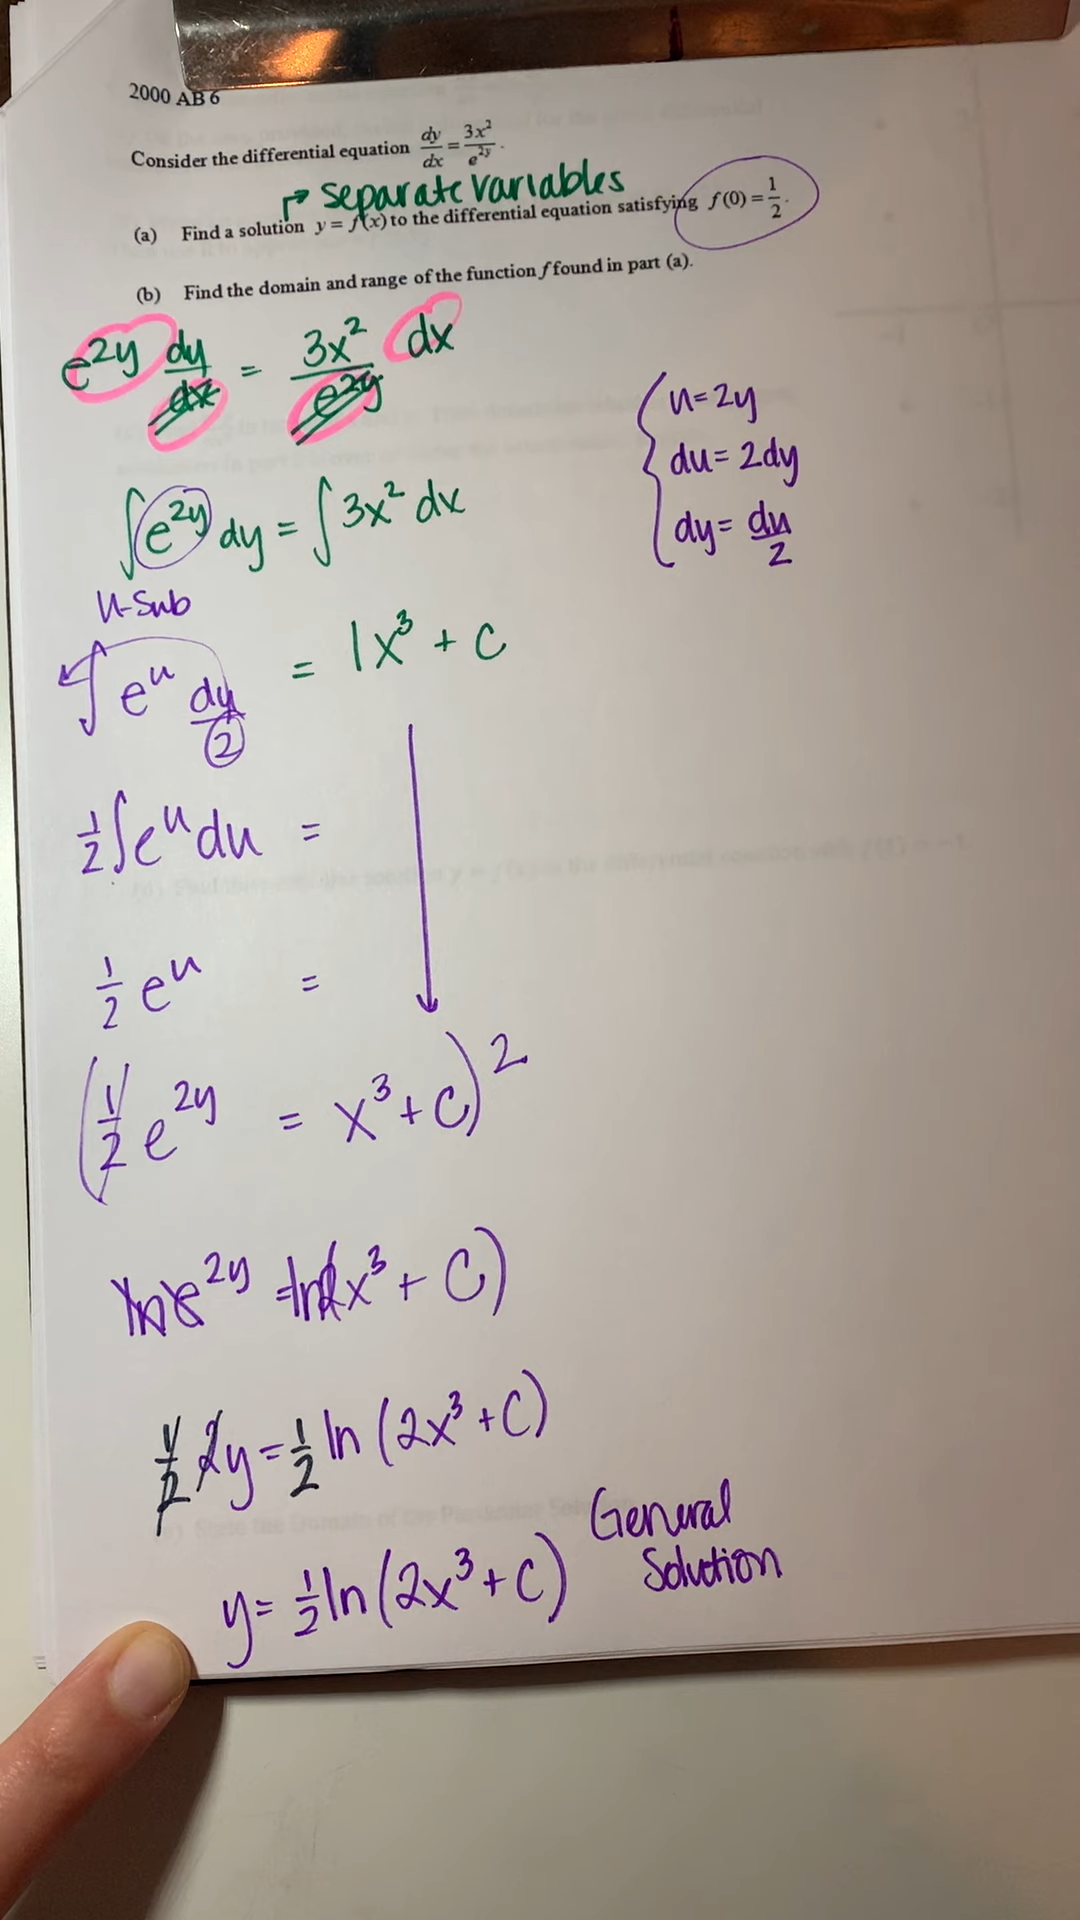 2000 AB 6
Consider the differential equation dy/dx = 3x²/e^{2y}.
separate variables
(a) Find a solution y = f(x) to the differential equation satisfying f(0) = 1/2.
(b) Find the domain and range of the function f found in part (a).
e^{2y} dy/dx = 3x²/e^{2y} dx
u = 2y
du = 2dy
dy = du/2
∫e^{2y} dy = ∫3x² dx
u-sub
∫e^u du/2 = 1x³ + C
1/2 ∫e^u du =
1/2 e^u =
(1/2 e^{2y} = x³ + C)2
ln e^{2y} = ln(2x³ + C)
1/2 2y = 1/2 ln(2x³ + C)
y = 1/2 ln(2x³ + C) General Solution